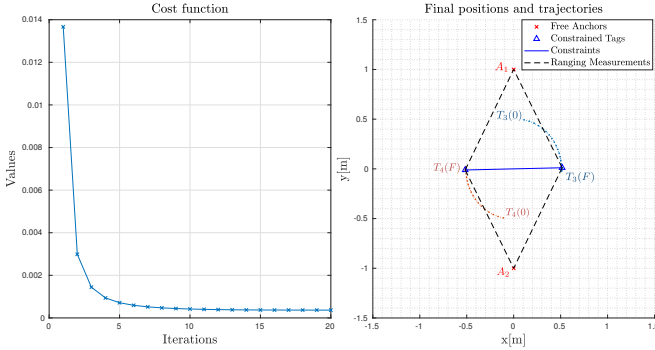 Cost function
0.014
0.012
0.01
0.008
0.006
0.004
0.002
0
0
5
10
15
20
Values
Iterations
Final positions and trajectories
Free Anchors
Constrained Tags
Constraints
Ranging Measurements
1.5
1
0.5
0
-0.5
-1
-1.5
-1.5
-1
-0.5
0
0.5
1
1.5
y[m]
x[m]
A₁
T₃(0)
T₄(F)
T₃(F)
T₄(0)
A₂